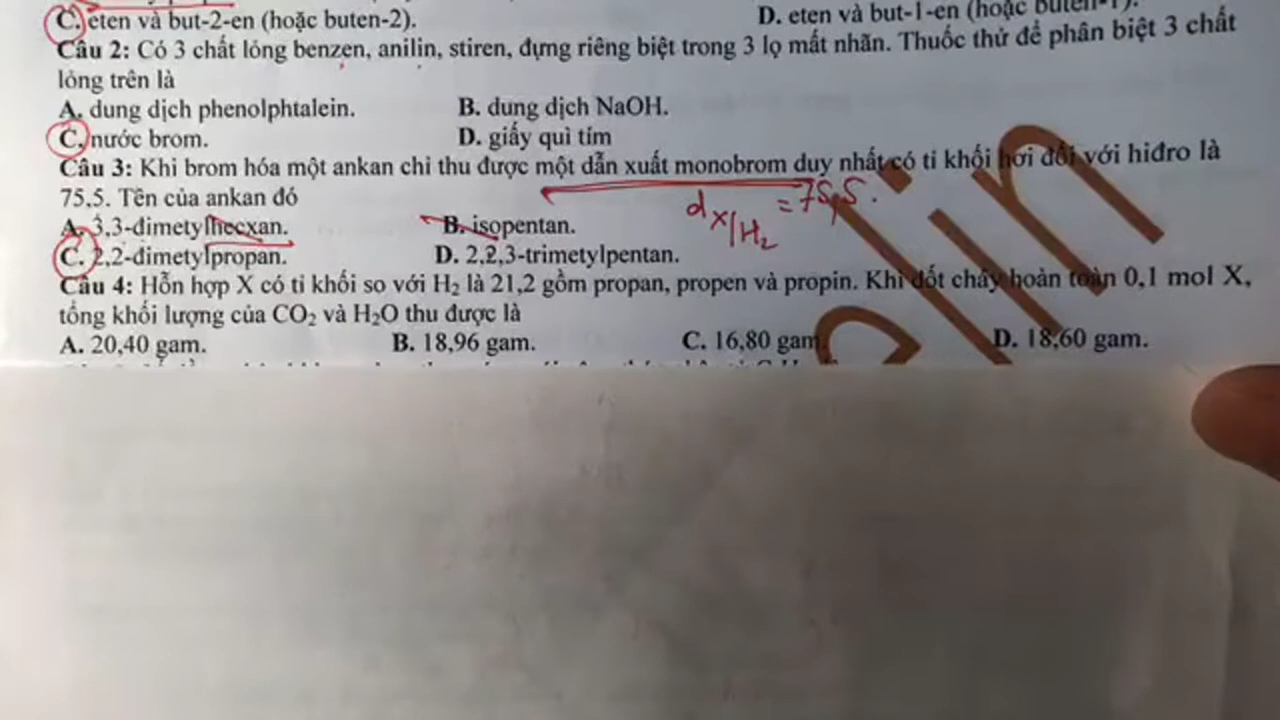 C. eten và but-2-en (hoặc buten-2). D. eten và but-1-en (hoặc buten-1).
Câu 2: Có 3 chất lỏng benzen, anilin, stiren, đựng riêng biệt trong 3 lọ mất nhãn. Thuốc thử để phân biệt 3 chất
lỏng trên là
A. dung dịch phenolphtalein. B. dung dịch NaOH.
C. nước brom. D. giấy quì tím
Câu 3: Khi brom hóa một ankan chỉ thu được một dẫn xuất monobrom duy nhất có tỉ khối hơi đối với hiđro là
75,5. Tên của ankan đó
d X/H₂ = 75,5.
A. 3,3-đimetylhecxan. B. isopentan.
C. 2,2-đimetylpropan. D. 2,2,3-trimetylpentan.
Câu 4: Hỗn hợp X có tỉ khối so với H₂ là 21,2 gồm propan, propen và propin. Khi đốt cháy hoàn toàn 0,1 mol X,
tổng khối lượng của CO₂ và H₂O thu được là
A. 20,40 gam. B. 18,96 gam. C. 16,80 gam. D. 18,60 gam.